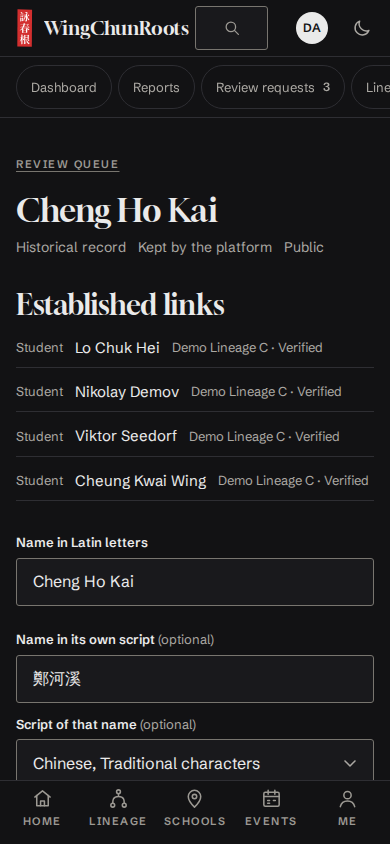 詠春根
WingChunRoots
DA
Dashboard
Reports
Review requests 3
Line
REVIEW QUEUE
Cheng Ho Kai
Historical record Kept by the platform Public
Established links
Student Lo Chuk Hei Demo Lineage C · Verified
Student Nikolay Demov Demo Lineage C · Verified
Student Viktor Seedorf Demo Lineage C · Verified
Student Cheung Kwai Wing Demo Lineage C · Verified
Name in Latin letters
Cheng Ho Kai
Name in its own script (optional)
鄭河溪
Script of that name (optional)
Chinese, Traditional characters
HOME
LINEAGE
SCHOOLS
EVENTS
ME